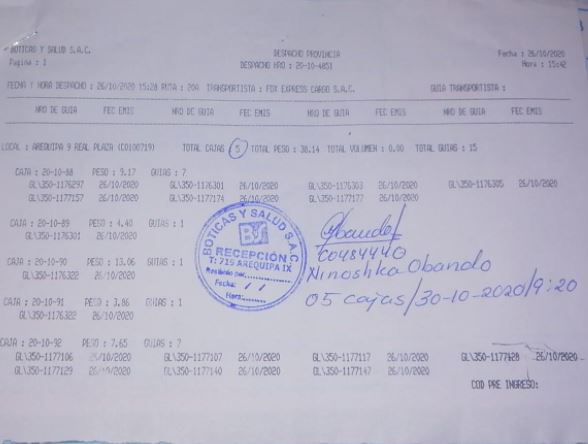 BOTICAS Y SALUD S.A.C. DESPACHO PROVINCIA Fecha : 26/10/2020
Pagina : 1 DESPACHO NRO : 20-10-4851 Hora : 15:42
FECHA Y HORA DESPACHO : 26/10/2020 15:28 RUTA : 20A TRANSPORTISTA : FOX EXPRESS CARGO S.A.C. GUIA TRANSPORTISTA :
NRO DE GUIA FEC EMIS NRO DE GUIA FEC EMIS NRO DE GUIA FEC EMIS NRO DE GUIA FEC EMIS
LOCAL : AREQUIPA 9 REAL PLAZA (C0100719) TOTAL CAJAS 5 TOTAL PESO : 38.14 TOTAL VOLUMEN : 0.00 TOTAL GUIAS : 15
CAJA : 20-10-88 PESO : 9.17 GUIAS : 7
GL\350-1176297 26/10/2020 GL\350-1176301 26/10/2020 GL\350-1176303 26/10/2020 GL\350-1176305 26/10/2020
GL\350-1177157 26/10/2020 GL\350-1177174 26/10/2020 GL\350-1177177 26/10/2020
CAJA : 20-10-89 PESO : 4.40 GUIAS : 1
GL\350-1176301 26/10/2020
CAJA : 20-10-90 PESO : 13.06 GUIAS : 1
GL\350-1176322 26/10/2020
CAJA : 20-10-91 PESO : 3.86 GUIAS : 1
GL\350-1176322 26/10/2020
CAJA : 20-10-92 PESO : 7.65 GUIAS : 7
GL\350-1177106 26/10/2020 GL\350-1177107 26/10/2020 GL\350-1177117 26/10/2020 GL\350-1177128 26/10/2020
GL\350-1177129 26/10/2020 GL\350-1177140 26/10/2020 GL\350-1177147 26/10/2020
COD PRE INGRESO:
BOTICAS Y SALUD S.A.C
BS
RECEPCIÓN
T: 719 AREQUIPA IX
Recibido por:
Fecha: / /
Hora:
Obando
C0484440
Ninoshka Obando
05 cajas/30-10-2020/9:20